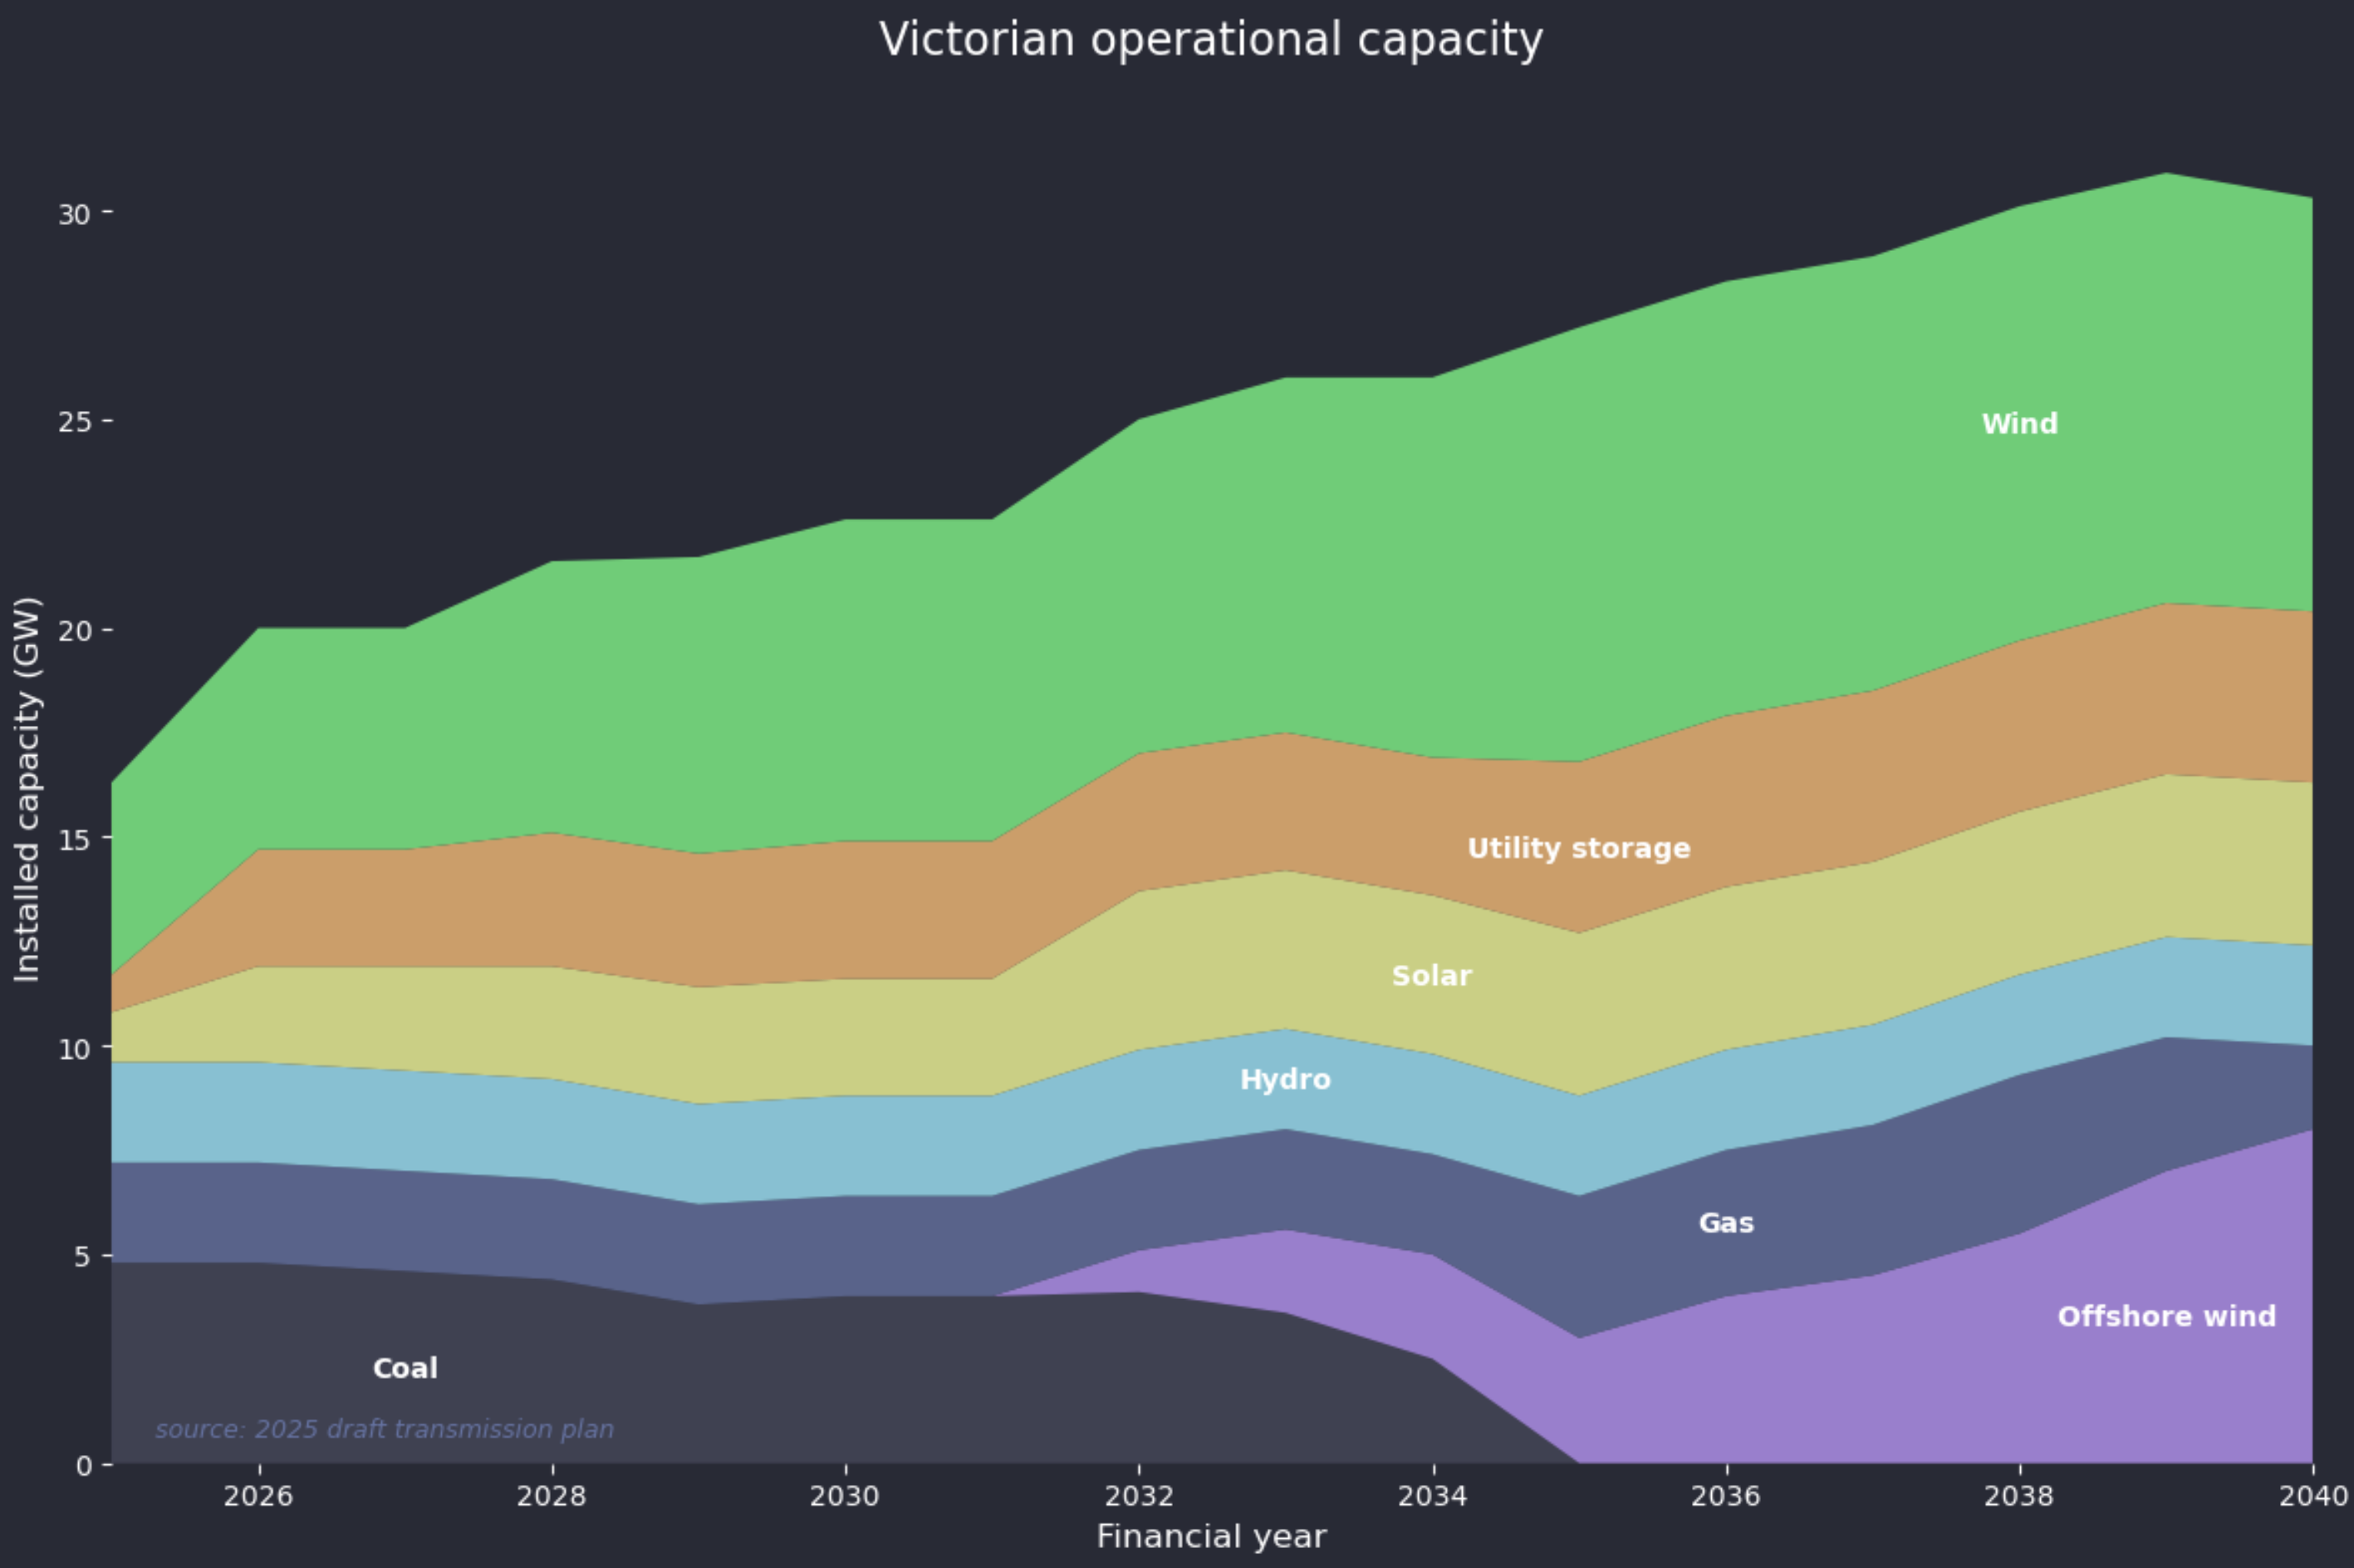 Victorian operational capacity
Installed capacity (GW)
30
25
20
15
10
5
0
Wind
Utility storage
Solar
Hydro
Gas
Offshore wind
Coal
source: 2025 draft transmission plan
2026 2028 2030 2032 2034 2036 2038 2040
Financial year